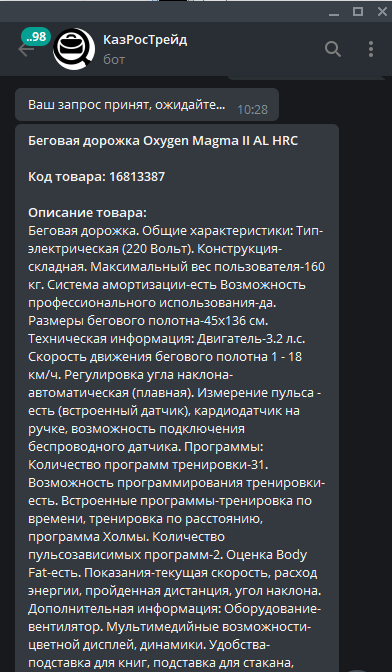 ..98
КазРосТрейд
бот
Ваш запрос принят, ожидайте... 10:28
Беговая дорожка Oxygen Magma II AL HRC
Код товара: 16813387
Описание товара:
Беговая дорожка. Общие характеристики: Тип-
электрическая (220 Вольт). Конструкция-
складная. Максимальный вес пользователя-160
кг. Система амортизации-есть Возможность
профессионального использования-да.
Размеры бегового полотна-45x136 см.
Техническая информация: Двигатель-3.2 л.с.
Скорость движения бегового полотна 1 - 18
км/ч. Регулировка угла наклона-
автоматическая (плавная). Измерение пульса -
есть (встроенный датчик), кардиодатчик на
ручке, возможность подключения
беспроводного датчика. Программы:
Количество программ тренировки-31.
Возможность программирования тренировки-
есть. Встроенные программы-тренировка по
времени, тренировка по расстоянию,
программа Холмы. Количество
пульсозависимых программ-2. Оценка Body
Fat-есть. Показания-текущая скорость, расход
энергии, пройденная дистанция, угол наклона.
Дополнительная информация: Оборудование-
вентилятор. Мультимедийные возможности-
цветной дисплей, динамики. Удобства-
подставка для книг, подставка для стакана,